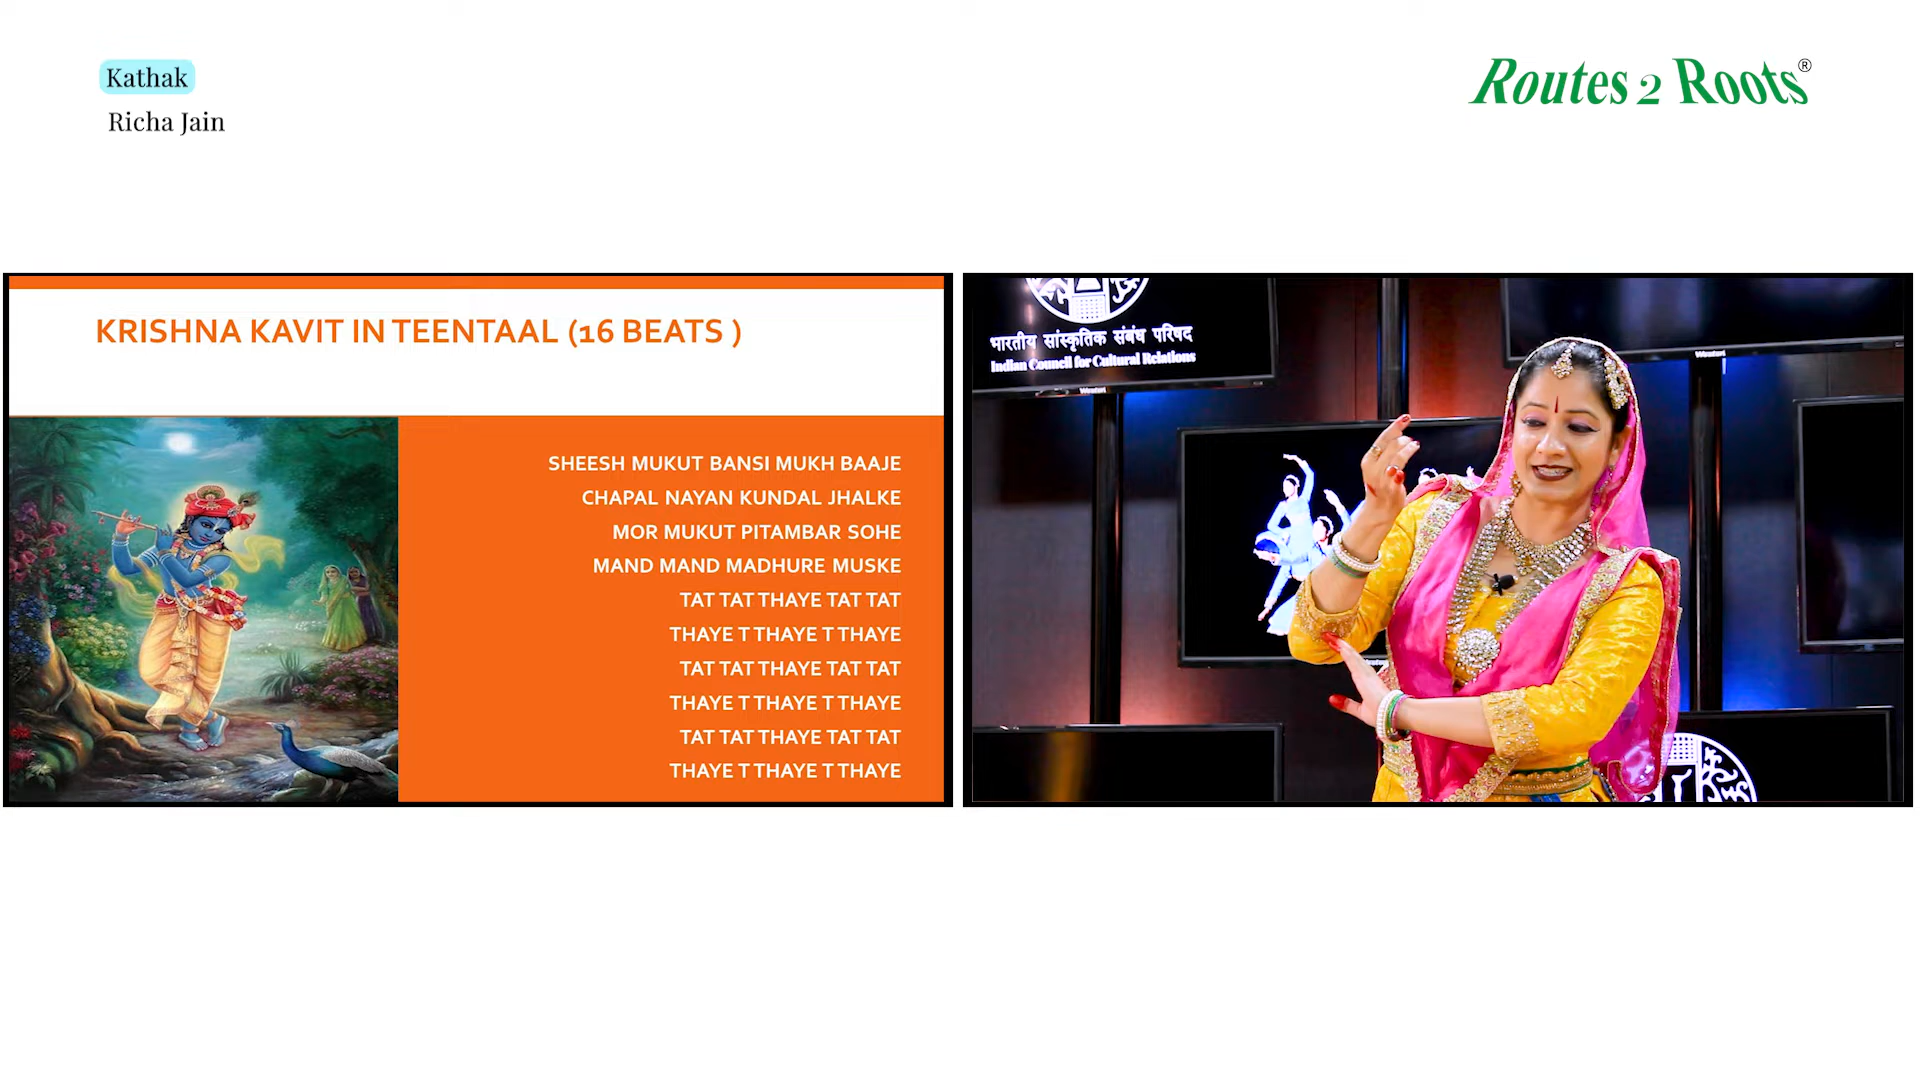 Kathak
Richa Jain
Routes 2 Roots®
KRISHNA KAVIT IN TEENTAAL (16 BEATS )
SHEESH MUKUT BANSI MUKH BAAJE
CHAPAL NAYAN KUNDAL JHALKE
MOR MUKUT PITAMBAR SOHE
MAND MAND MADHURE MUSKE
TAT TAT THAYE TAT TAT
THAYE T THAYE T THAYE
TAT TAT THAYE TAT TAT
THAYE T THAYE T THAYE
TAT TAT THAYE TAT TAT
THAYE T THAYE T THAYE
भारतीय सांस्कृतिक संबंध परिषद
Indian Council for Cultural Relations